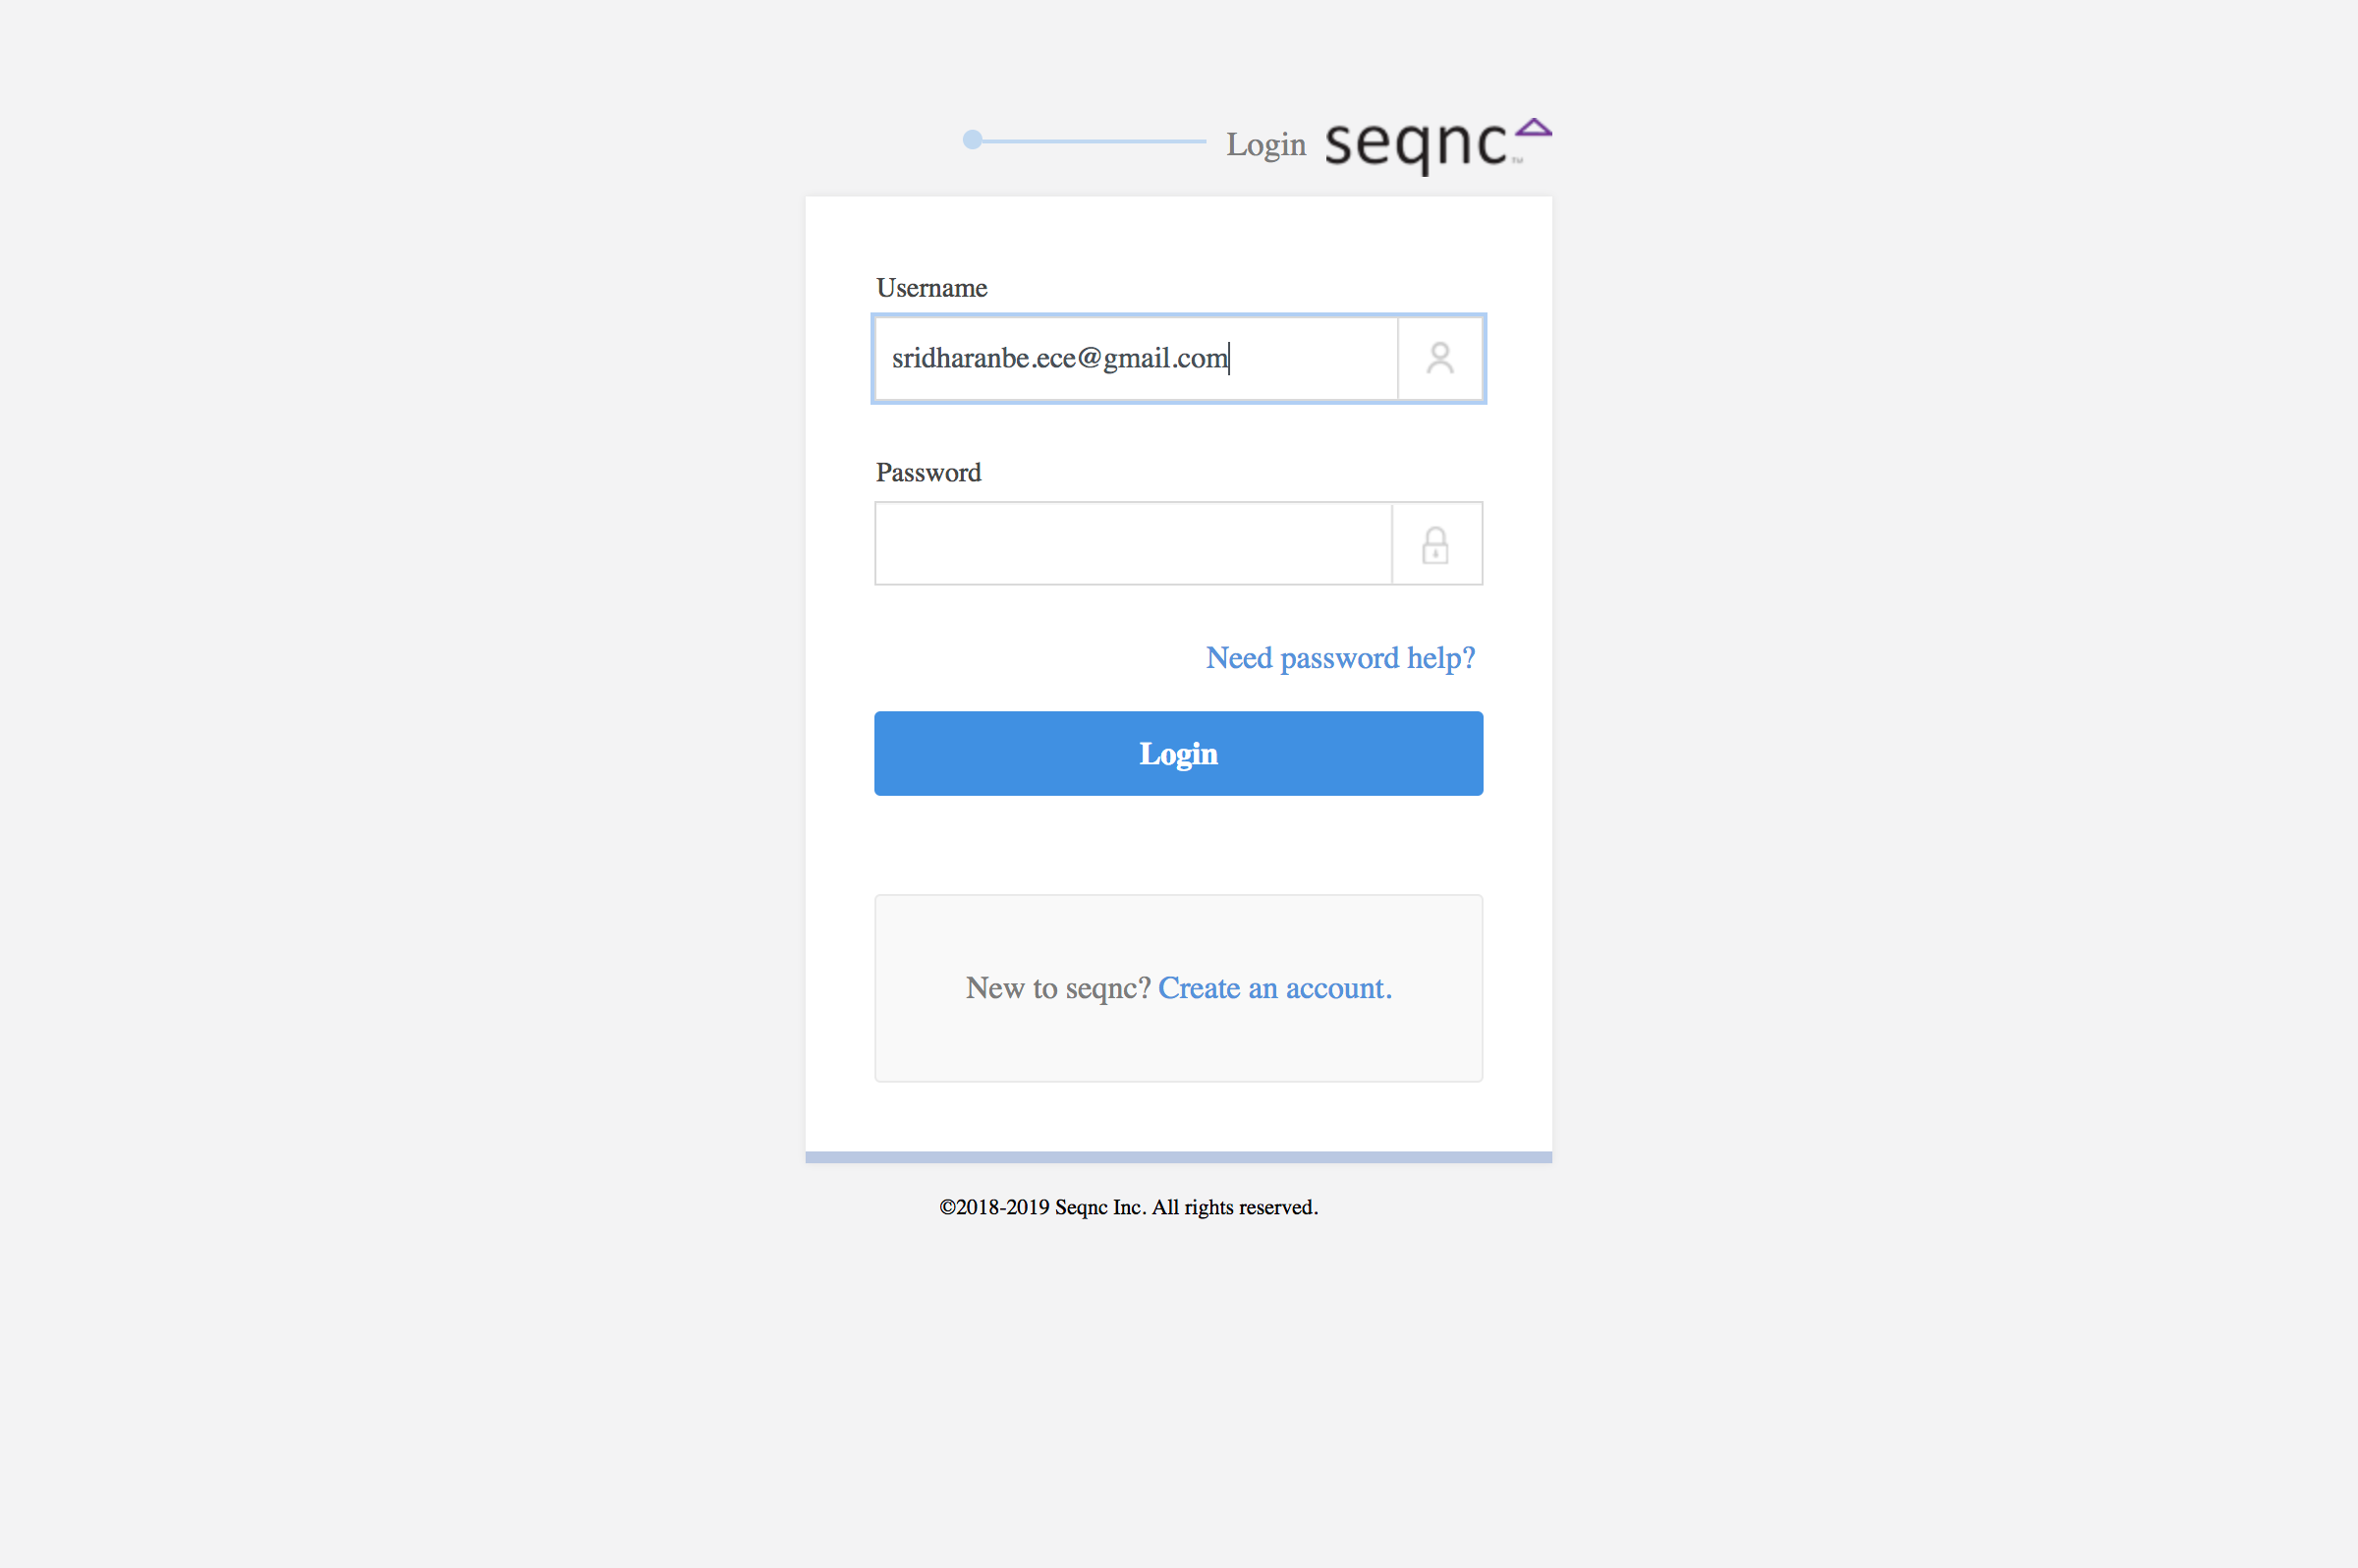 Login seqnc™
Username
sridharanbe.ece@gmail.com
Password
Need password help?
Login
New to seqnc? Create an account.
©2018-2019 Seqnc Inc. All rights reserved.